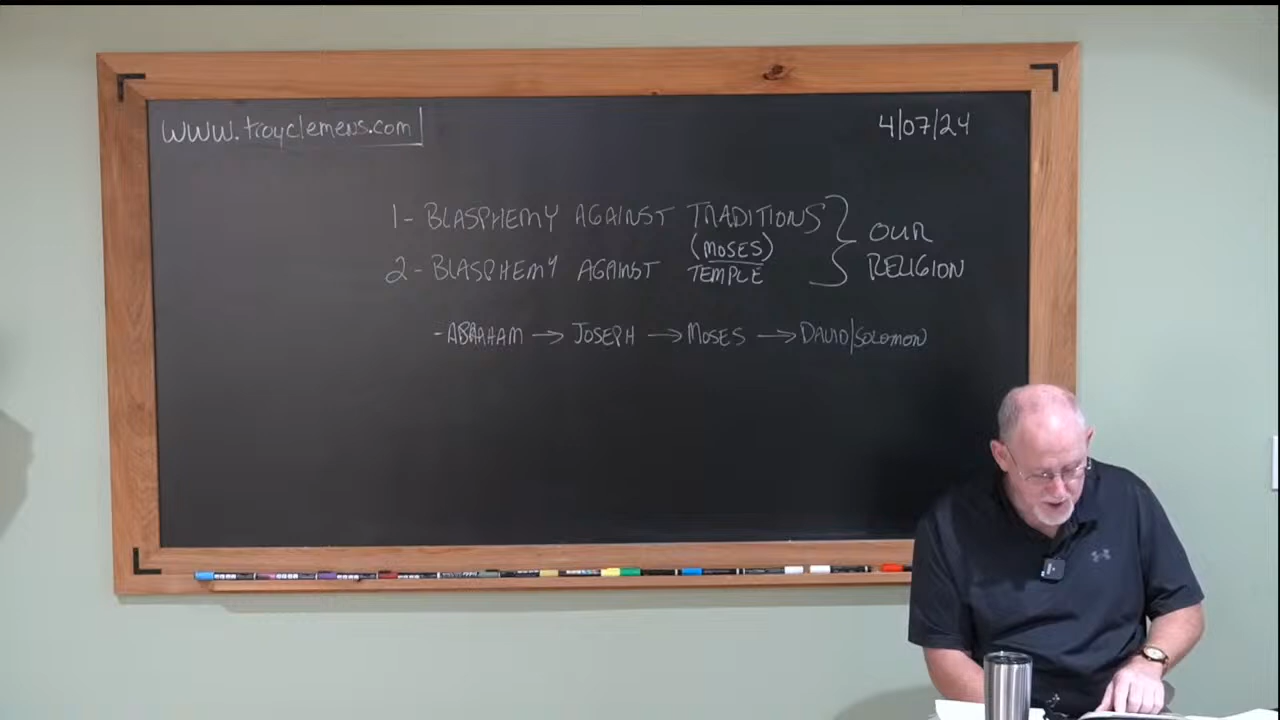 www.troyclemens.com
4/07/24
1- BLASPHEMY AGAINST TRADITIONS
(MOSES)
2- BLASPHEMY AGAINST TEMPLE
OUR
RELIGION
- ABRAHAM → JOSEPH → MOSES → DAVID/SOLOMON